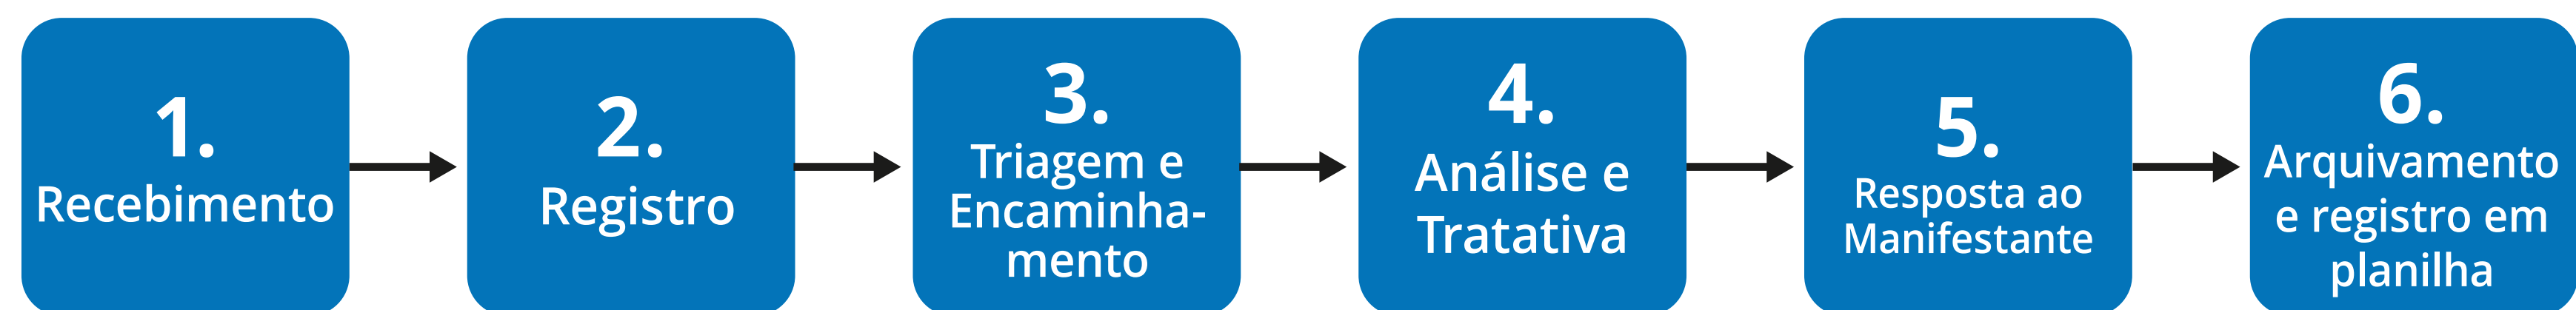 1.
Recebimento
2.
Registro
3.
Triagem e
Encaminha-
mento
4.
Análise e
Tratativa
5.
Resposta ao
Manifestante
6.
Arquivamento
e registro em
planilha